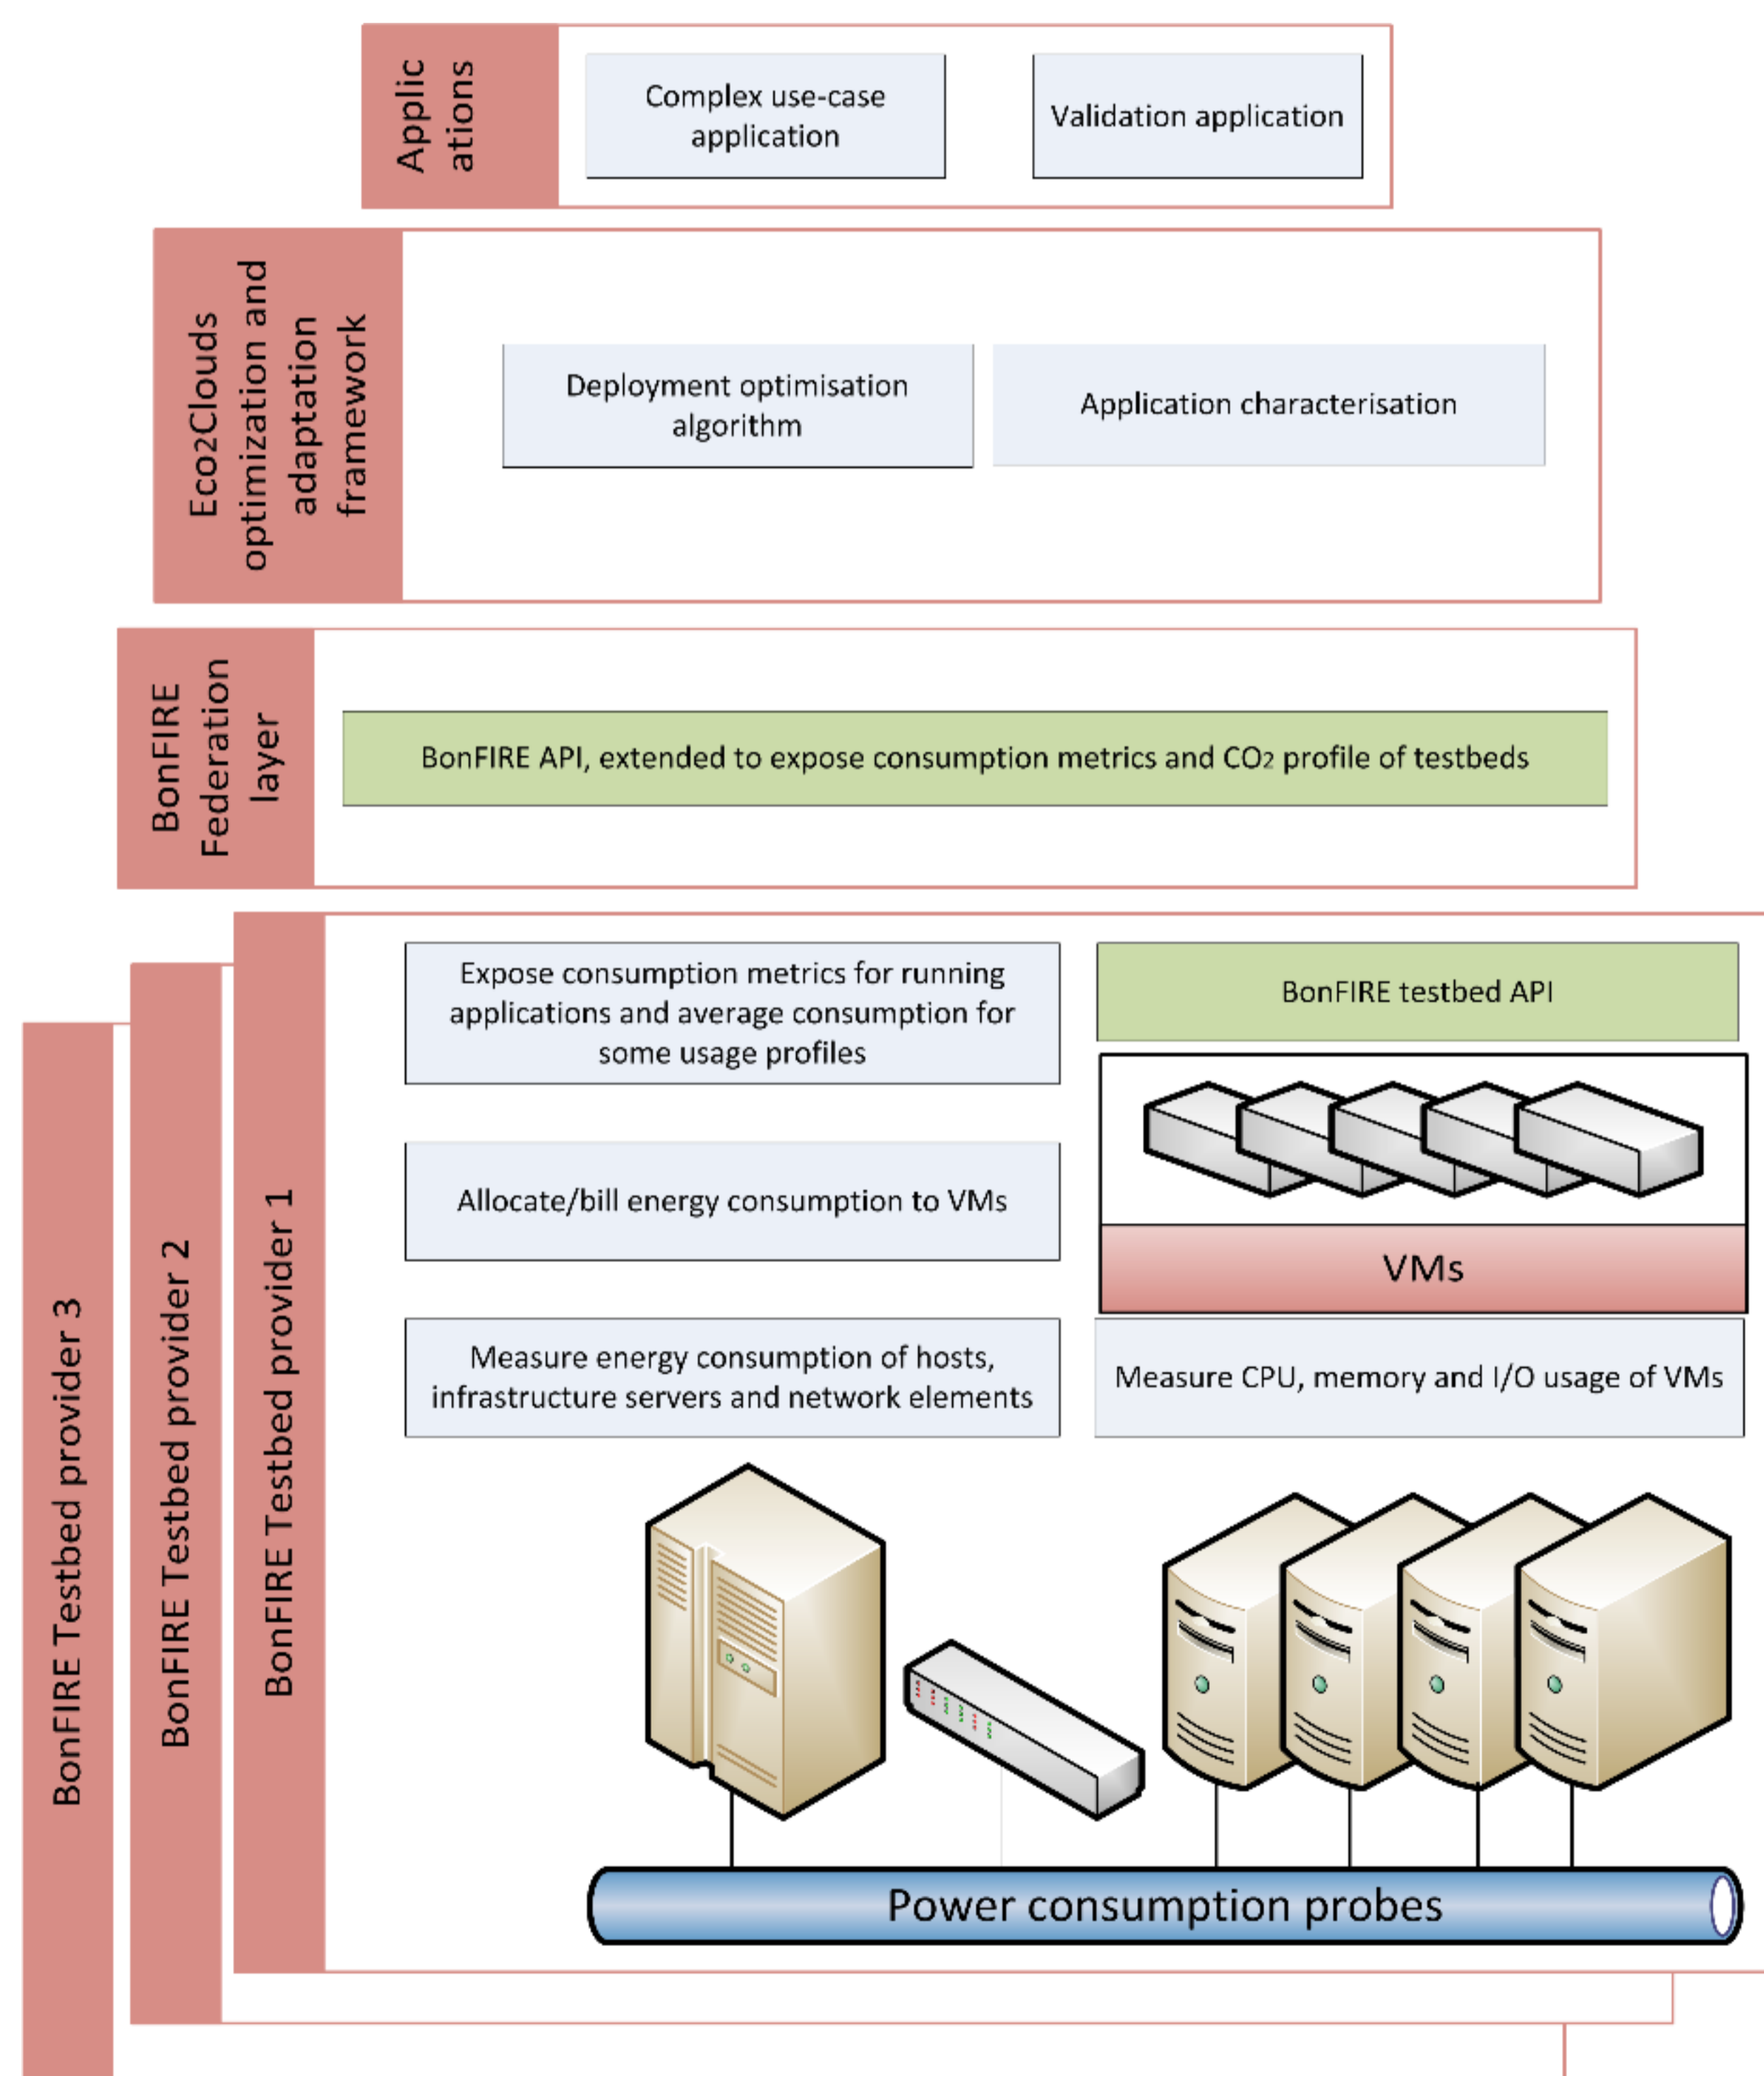 Applic
ations
Complex use-case
application
Validation application
Eco2Clouds
optimization and
adaptation
framework
Deployment optimisation
algorithm
Application characterisation
BonFIRE
Federation
layer
BonFIRE API, extended to expose consumption metrics and CO2 profile of testbeds
BonFIRE Testbed provider 3
BonFIRE Testbed provider 2
BonFIRE Testbed provider 1
Expose consumption metrics for running
applications and average consumption for
some usage profiles
BonFIRE testbed API
Allocate/bill energy consumption to VMs
VMs
Measure energy consumption of hosts,
infrastructure servers and network elements
Measure CPU, memory and I/O usage of VMs
Power consumption probes